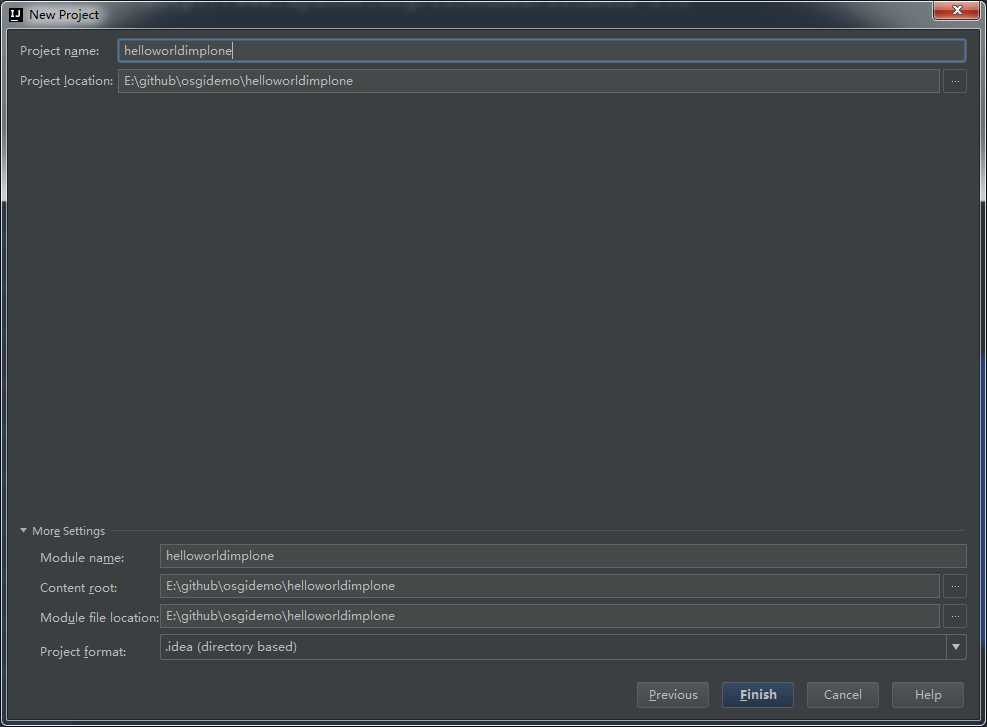 IJ New Project
Project name: helloworldimplone
Project location: E:\github\osgidemo\helloworldimplone ...
More Settings
Module name: helloworldimplone
Content root: E:\github\osgidemo\helloworldimplone ...
Module file location: E:\github\osgidemo\helloworldimplone ...
Project format: .idea (directory based)
Previous Finish Cancel Help